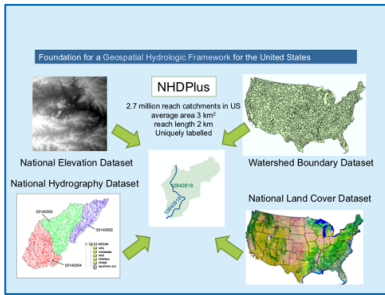 Foundation for a Geospatial Hydrologic Framework for the United States
NHDPlus
2.7 million reach catchments in US
average area 3 km²
reach length 2 km
Uniquely labelled
National Elevation Dataset
Watershed Boundary Dataset
National Hydrography Dataset
National Land Cover Dataset